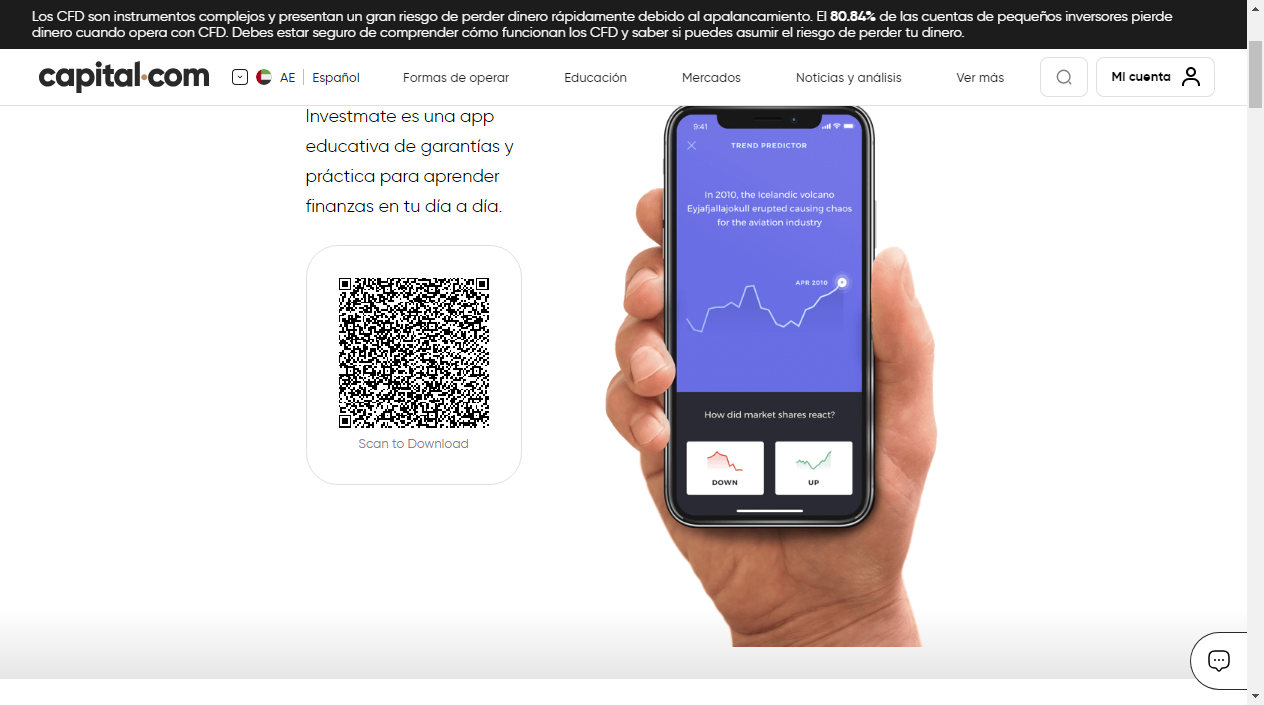 Los CFD son instrumentos complejos y presentan un gran riesgo de perder dinero rápidamente debido al apalancamiento. El 80.84% de las cuentas de pequeños inversores pierde
dinero cuando opera con CFD. Debes estar seguro de comprender cómo funcionan los CFD y saber si puedes asumir el riesgo de perder tu dinero.
capital.com AE Español Formas de operar Educación Mercados Noticias y análisis Ver más Mi cuenta
Investmate es una app
educativa de garantías y
práctica para aprender
finanzas en tu día a día.
Scan to Download
9:41
TREND PREDICTOR
In 2010, the Icelandic volcano
Eyjafjallajokull erupted causing chaos
for the aviation industry
APR 2010
How did market shares react?
DOWN UP